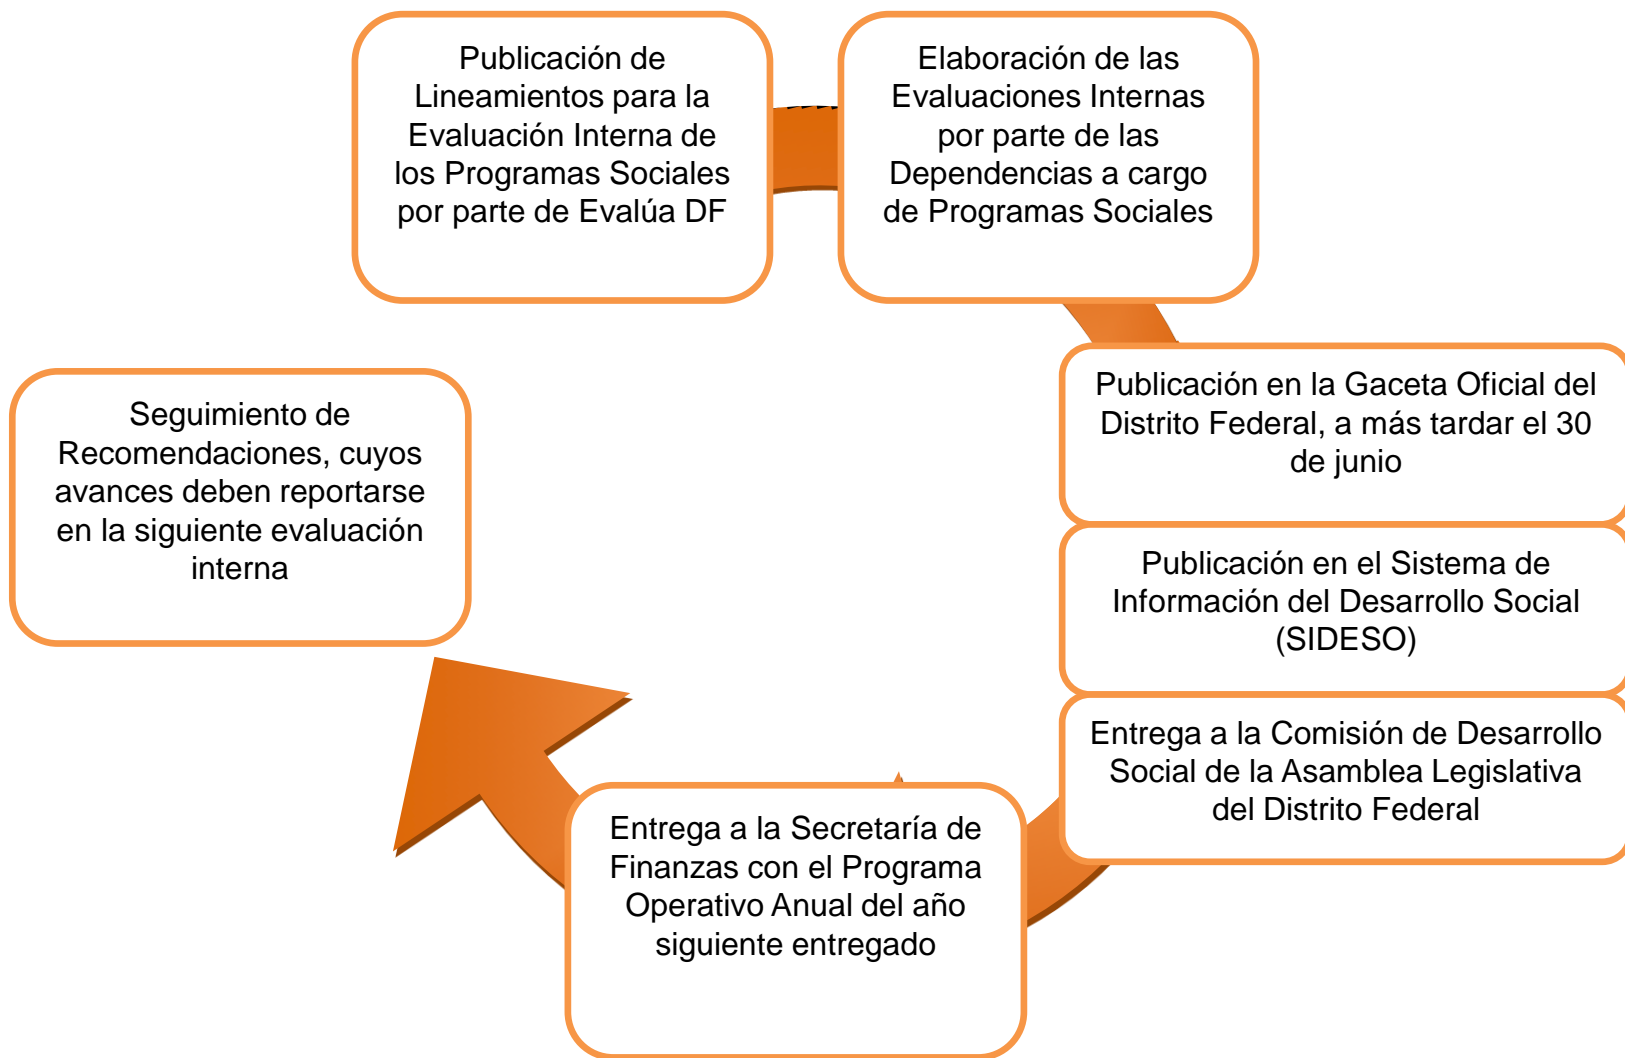 Publicación de
Lineamientos para la
Evaluación Interna de
los Programas Sociales
por parte de Evalúa DF
Elaboración de las
Evaluaciones Internas
por parte de las
Dependencias a cargo
de Programas Sociales
Publicación en la Gaceta Oficial del
Distrito Federal, a más tardar el 30
de junio
Publicación en el Sistema de
Información del Desarrollo Social
(SIDESO)
Entrega a la Comisión de Desarrollo
Social de la Asamblea Legislativa
del Distrito Federal
Entrega a la Secretaría de
Finanzas con el Programa
Operativo Anual del año
siguiente entregado
Seguimiento de
Recomendaciones, cuyos
avances deben reportarse
en la siguiente evaluación
interna